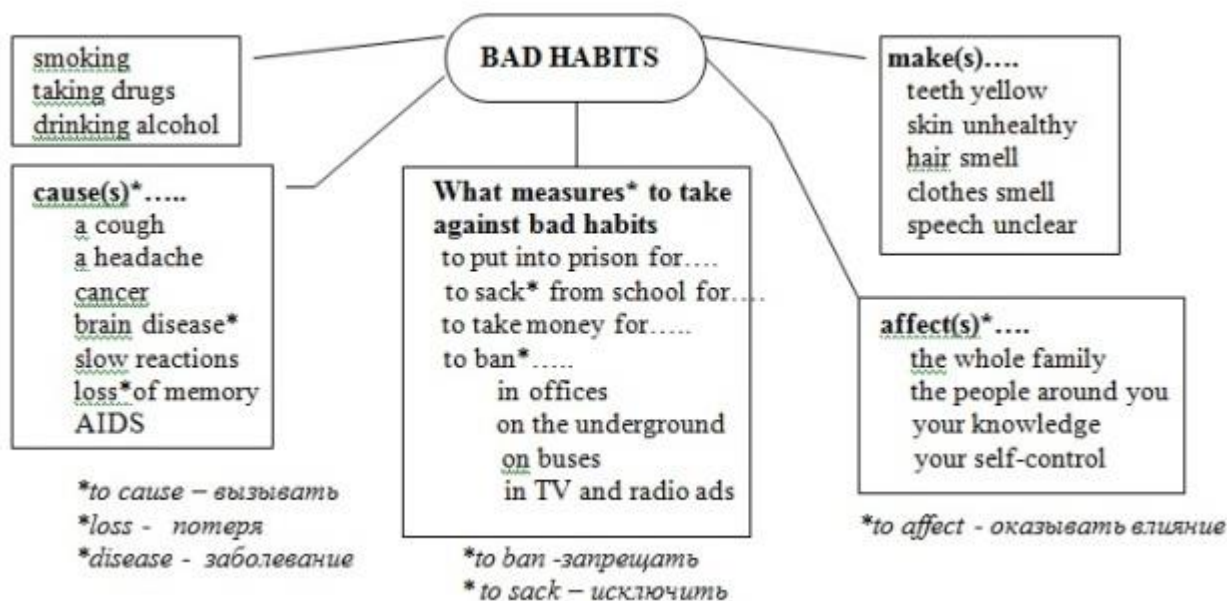 BAD HABITS
smoking
taking drugs
drinking alcohol
cause(s)*…..
a cough
a headache
cancer
brain disease*
slow reactions
loss*of memory
AIDS
*to cause – вызывать
*loss - потеря
*disease - заболевание
What measures* to take
against bad habits
to put into prison for….
to sack* from school for….
to take money for…..
to ban*…..
in offices
on the underground
on buses
in TV and radio ads
*to ban -запрещать
* to sack – исключить
make(s)….
teeth yellow
skin unhealthy
hair smell
clothes smell
speech unclear
affect(s)*….
the whole family
the people around you
your knowledge
your self-control
*to affect - оказывать влияние